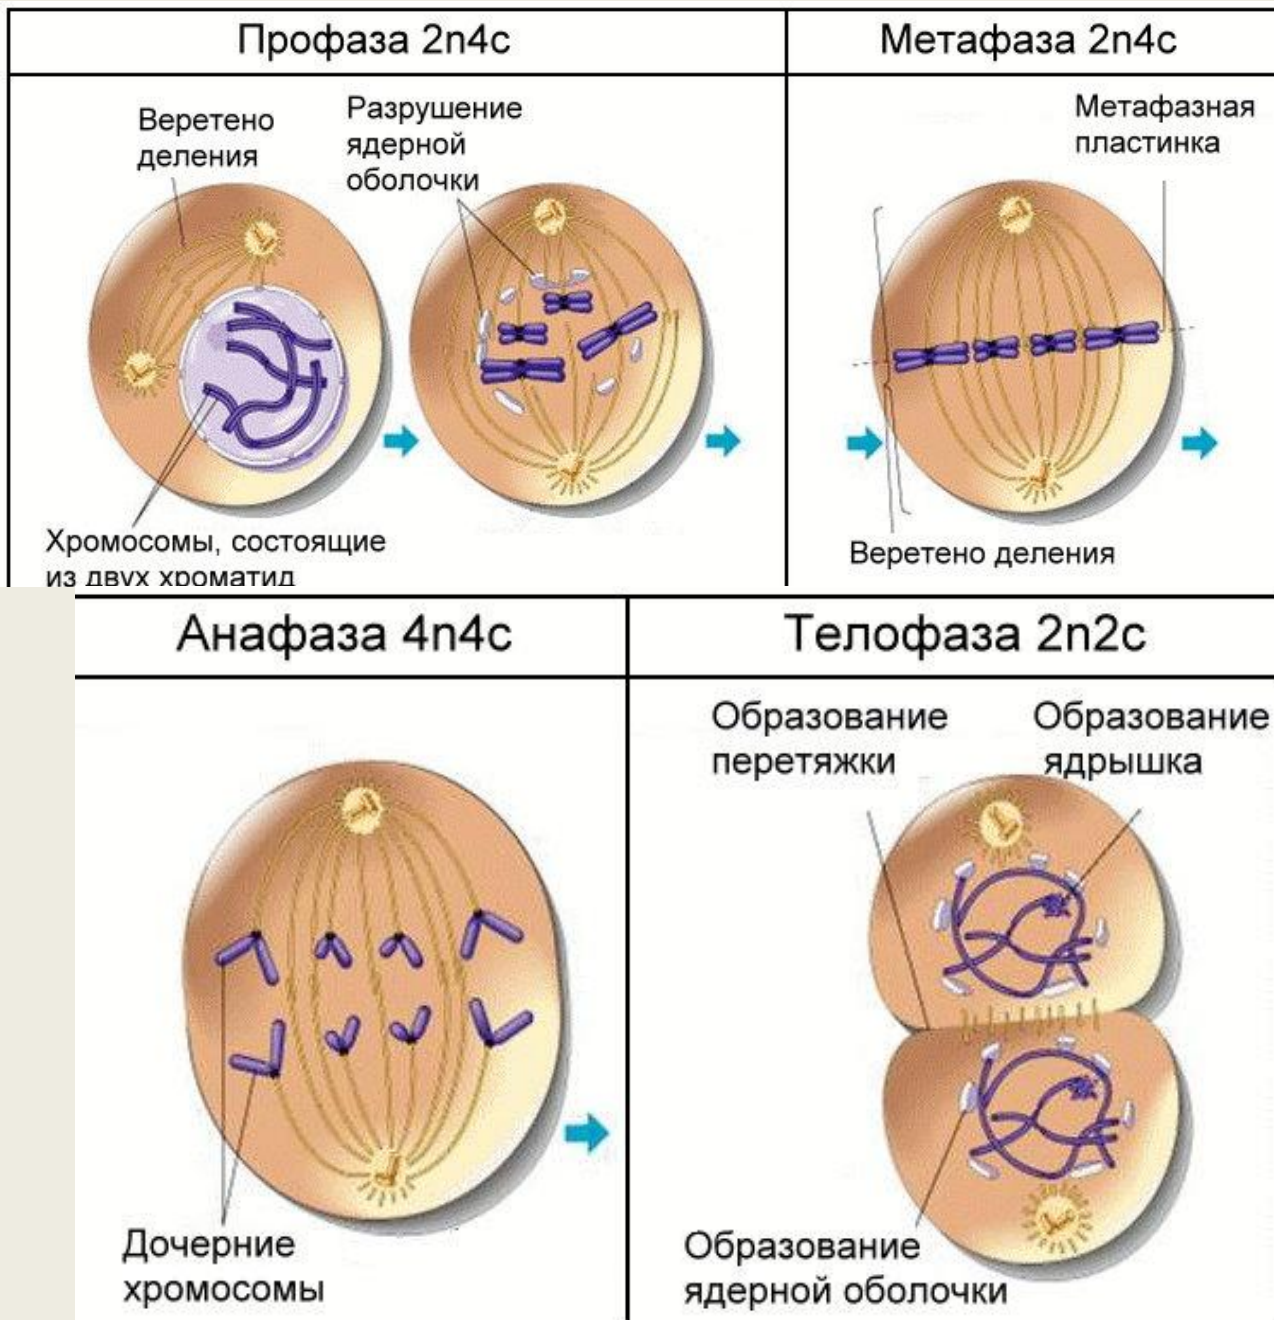 Профаза 2n4c
Метафаза 2n4c
Веретено
деления
Разрушение
ядерной
оболочки
Метафазная
пластинка
Хромосомы, состоящие
из двух хроматид
Веретено деления
Анафаза 4n4c
Телофаза 2n2c
Образование
перетяжки
Образование
ядрышка
Дочерние
хромосомы
Образование
ядерной оболочки